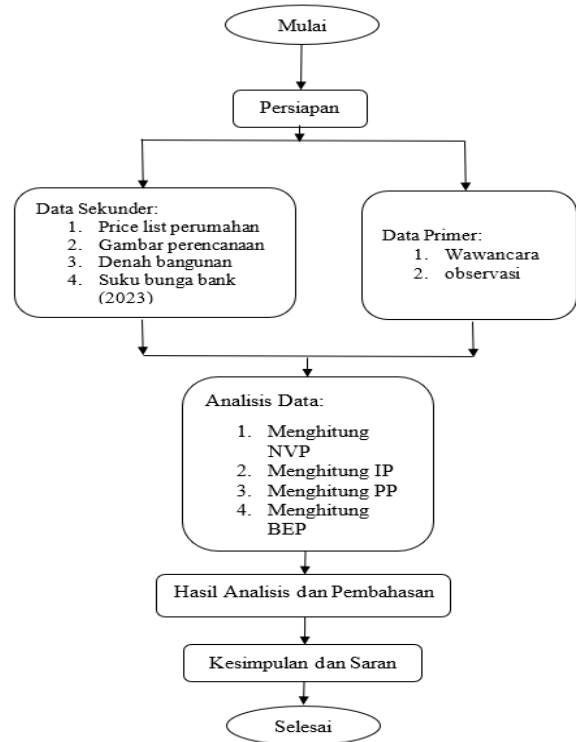 Mulai
Persiapan
Data Sekunder:
1. Price list perumahan
2. Gambar perencanaan
3. Denah bangunan
4. Suku bunga bank
(2023)
Data Primer:
1. Wawancara
2. observasi
Analisis Data:
1. Menghitung
NVP
2. Menghitung IP
3. Menghitung PP
4. Menghitung
BEP
Hasil Analisis dan Pembahasan
Kesimpulan dan Saran
Selesai